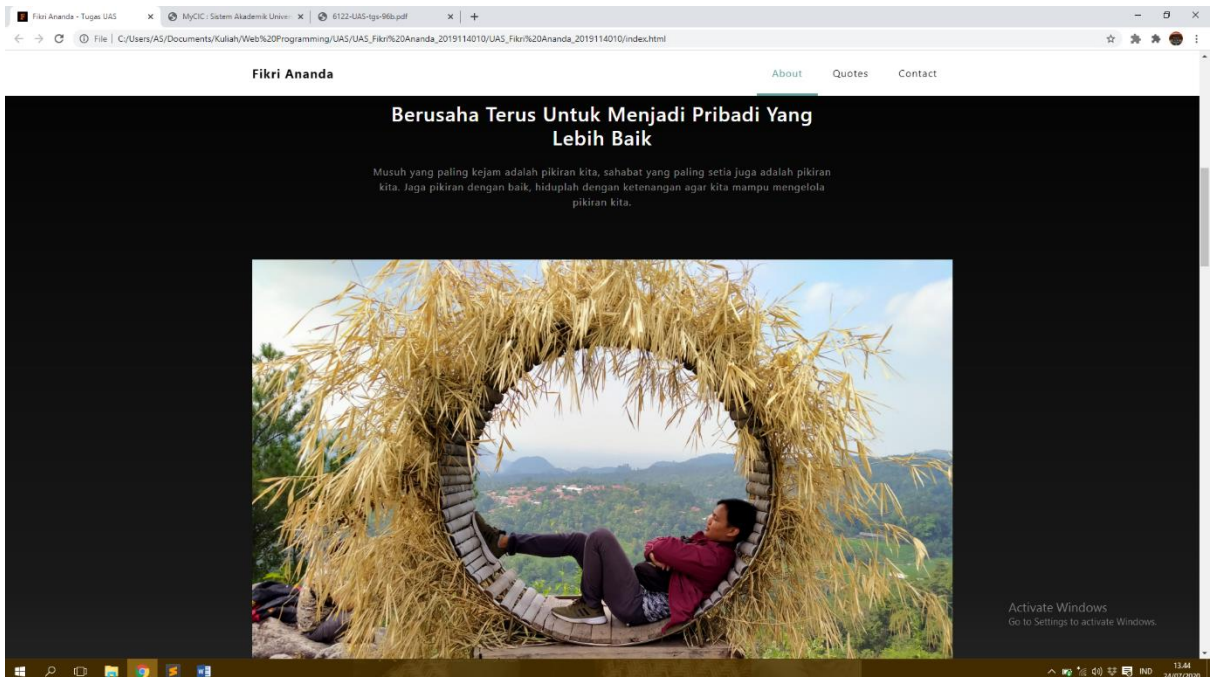 Fikri Ananda - Tugas UAS
MyCIC : Sistem Akademik Univer
6122-UAS-tgs-96b.pdf
File | C:/Users/AS/Documents/Kuliah/Web%20Programming/UAS/UAS_Fikri%20Ananda_2019114010/UAS_Fikri%20Ananda_2019114010/index.html
Fikri Ananda
About
Quotes
Contact
Berusaha Terus Untuk Menjadi Pribadi Yang
Lebih Baik
Musuh yang paling kejam adalah pikiran kita, sahabat yang paling setia juga adalah pikiran
kita. Jaga pikiran dengan baik, hiduplah dengan ketenangan agar kita mampu mengelola
pikiran kita.
Activate Windows
Go to Settings to activate Windows.
IND
13.44
24/07/2020